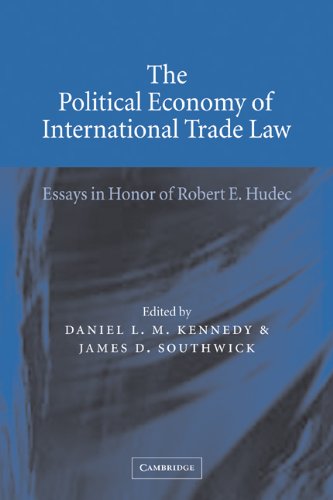 The
Political Economy of
International Trade Law
Essays in Honor of Robert E. Hudec
Edited by
DANIEL L. M. KENNEDY &
JAMES D. SOUTHWICK
CAMBRIDGE